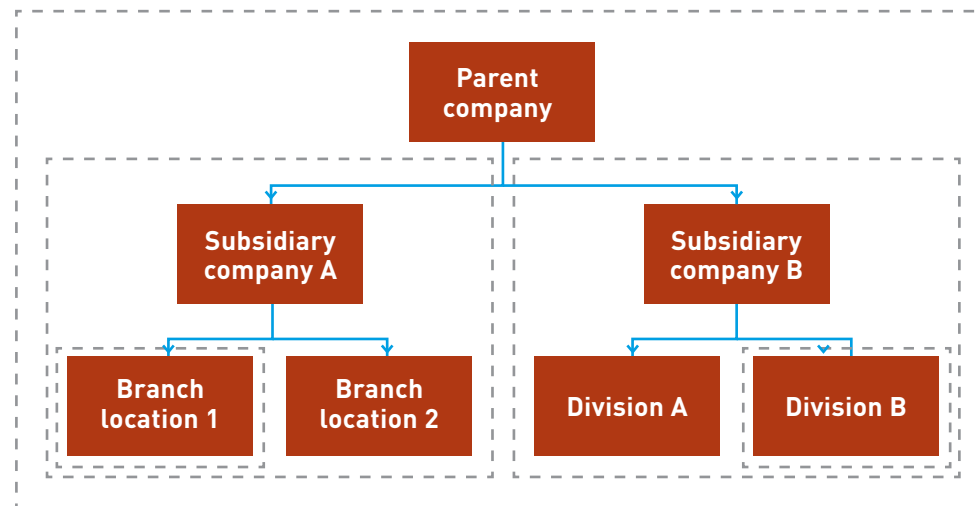 Parent
company
Subsidiary
company A
Subsidiary
company B
Branch
location 1
Branch
location 2
Division A
Division B